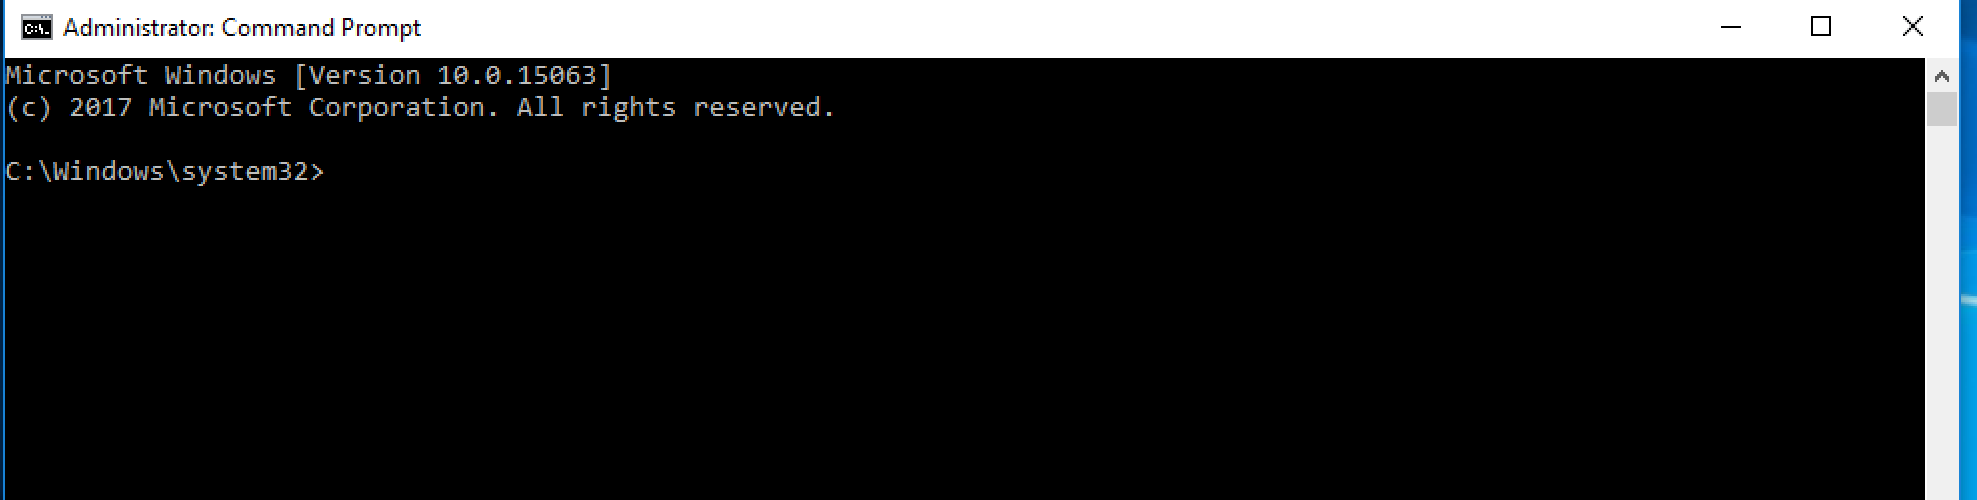 Administrator: Command Prompt
Microsoft Windows [Version 10.0.15063]
(c) 2017 Microsoft Corporation. All rights reserved.
C:\Windows\system32>